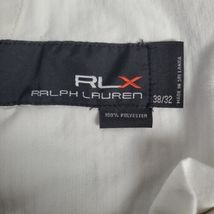 RLX
RALPH LAUREN
38/32
MADE IN SRI LANKA
100% POLYESTER